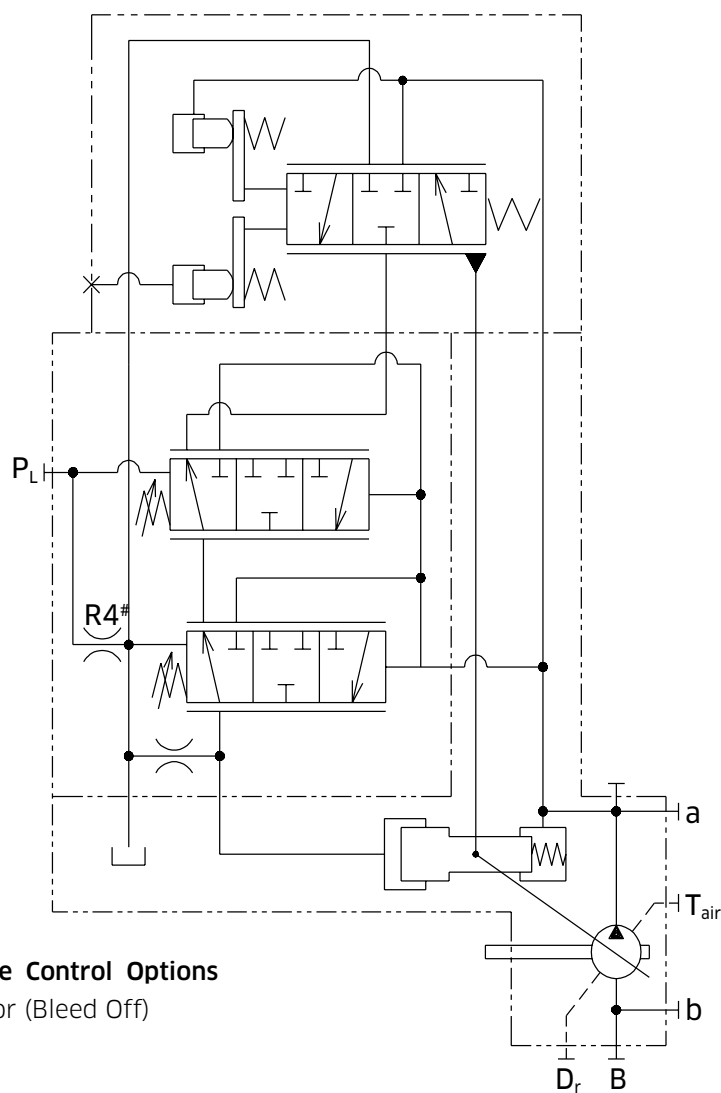 P_L
R4#
a
T_air
e Control Options
or (Bleed Off)
b
D_r B